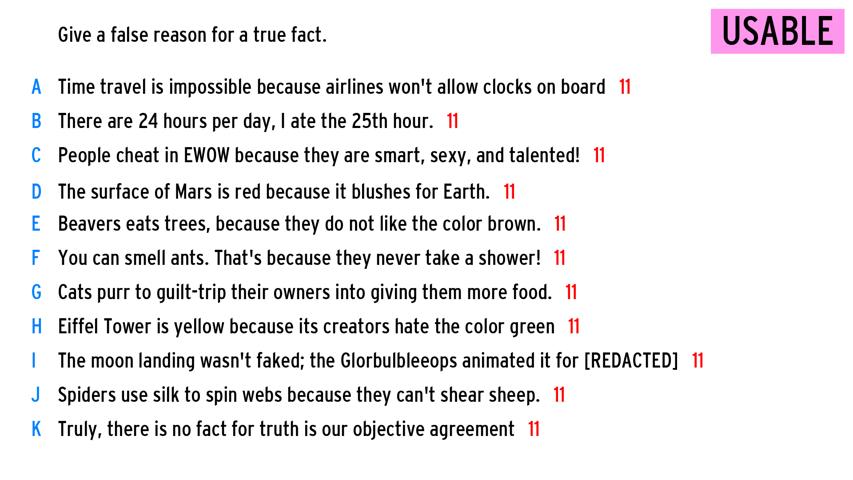 Give a false reason for a true fact.
USABLE
A Time travel is impossible because airlines won't allow clocks on board 11
B There are 24 hours per day, I ate the 25th hour. 11
C People cheat in EWOW because they are smart, sexy, and talented! 11
D The surface of Mars is red because it blushes for Earth. 11
E Beavers eats trees, because they do not like the color brown. 11
F You can smell ants. That's because they never take a shower! 11
G Cats purr to guilt-trip their owners into giving them more food. 11
H Eiffel Tower is yellow because its creators hate the color green 11
I The moon landing wasn't faked; the Glorbulbleeops animated it for [REDACTED] 11
J Spiders use silk to spin webs because they can't shear sheep. 11
K Truly, there is no fact for truth is our objective agreement 11